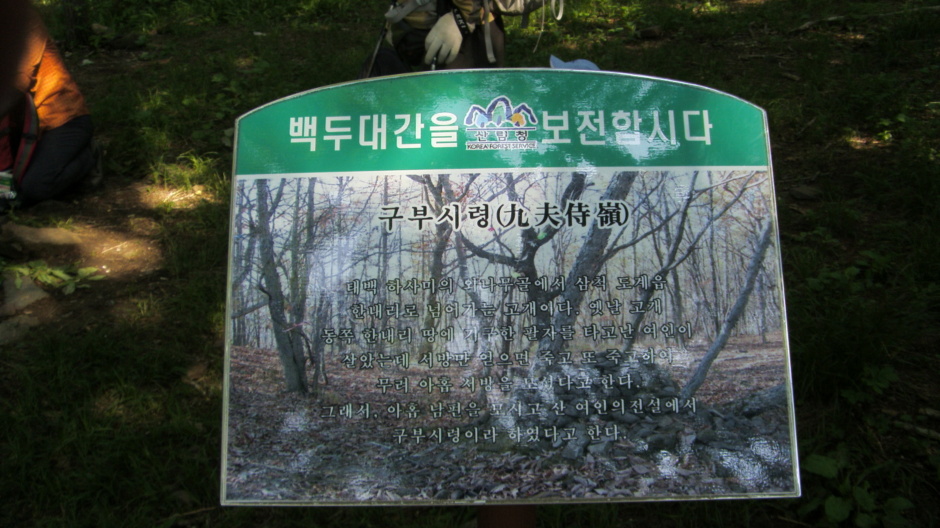 백두대간을 산림청 보전합시다
KOREA FOREST SERVICE
구부시령(九夫侍嶺)
태백 하사미의 외나무골에서 삼척 도계읍
한내리로 넘어가는 고개이다. 옛날 고개
동쪽 한내리 땅에 기구한 팔자를 타고난 여인이
살았는데 서방만 얻으면 죽고 또 죽고하여
무려 아홉 서방을 모셨다고 한다.
그래서, 아홉 남편을 모시고 산 여인의전설에서
구부시령이라 하였다고 한다.